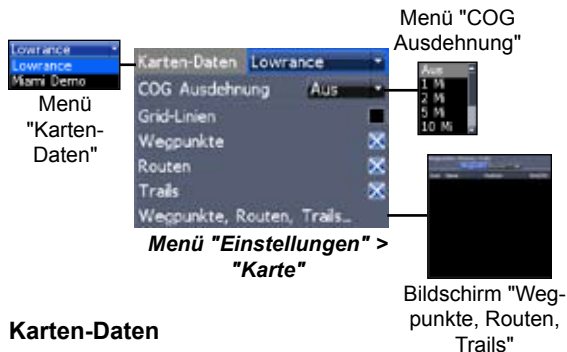 Menü "COG
Ausdehnung"
Lowrance
Lowrance
Miami Demo
Menü
"Karten-
Daten"
Karten-Daten Lowrance
COG Ausdehnung Aus
Grid-Linien
Wegpunkte
Routen
Trails
Wegpunkte, Routen, Trails...
Aus
1 Mi
2 Mi
5 Mi
10 Mi
Menü "Einstellungen" >
"Karte"
Bildschirm "Weg-
punkte, Routen,
Trails"
Karten-Daten